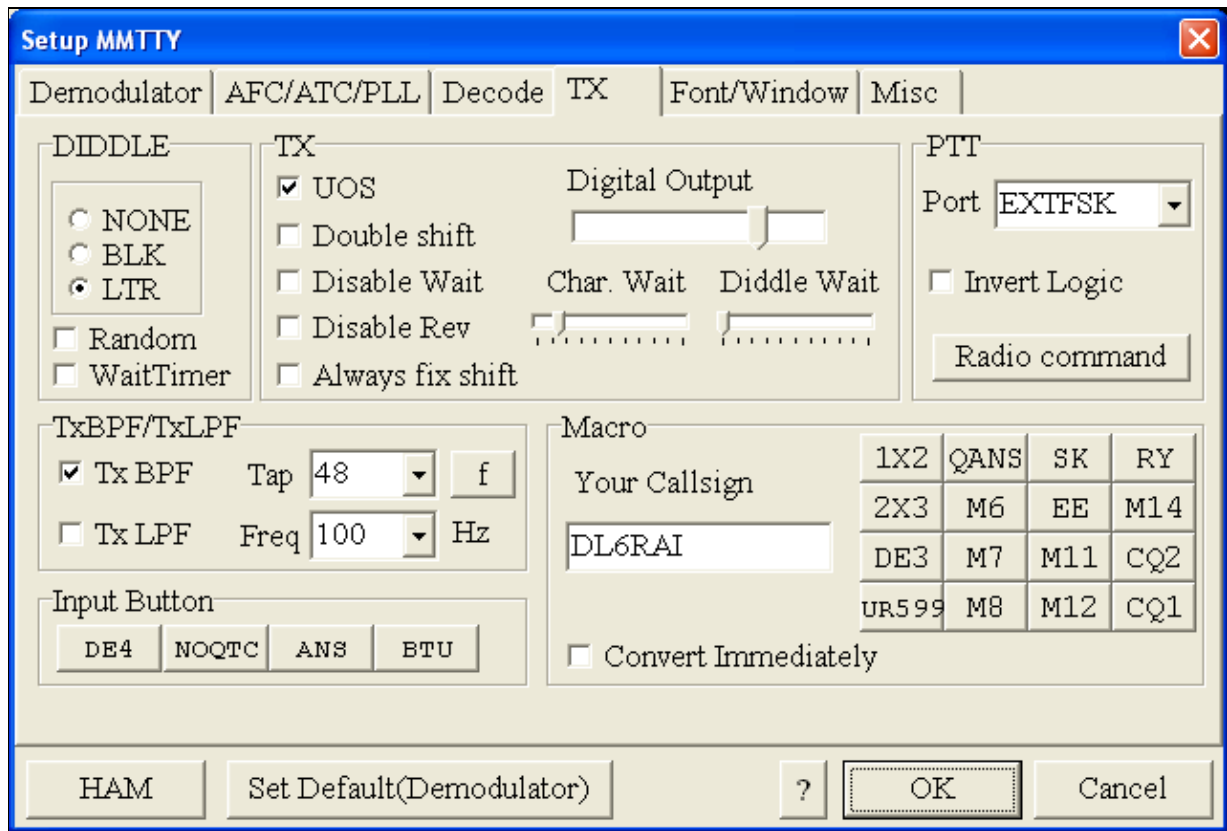 Setup MMTTY
Demodulator AFC/ATC/PLL Decode TX Font/Window Misc
DIDDLE
NONE
BLK
LTR
Random
WaitTimer
TX
UOS
Double shift
Disable Wait
Disable Rev
Always fix shift
Digital Output
Char. Wait Diddle Wait
PTT
Port EXTFSK
Invert Logic
Radio command
TxBPF/TxLPF
Tx BPF Tap 48 f
Tx LPF Freq 100 Hz
Input Button
DE4 NOQTC ANS BTU
Macro
Your Callsign
DL6RAI
Convert Immediately
1X2 QANS SK RY
2X3 M6 EE M14
DE3 M7 M11 CQ2
UR599 M8 M12 CQ1
HAM Set Default(Demodulator) ? OK Cancel